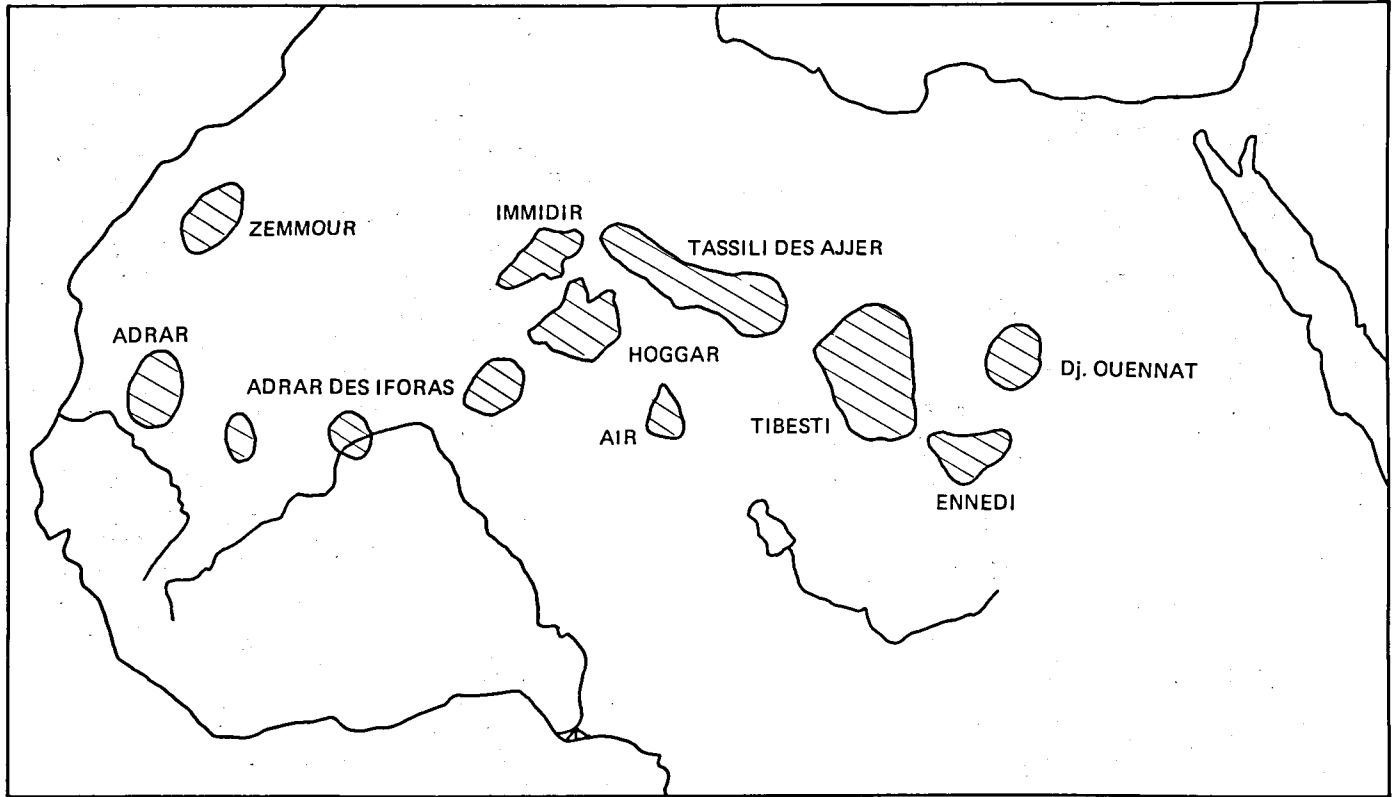 IMMIDIR
ZEMMOUR
TASSILI DES AJJER
ADRAR
HOGGAR
ADRAR DES IFORAS
Dj. OUENNAT
AIR
TIBESTI
ENNEDI